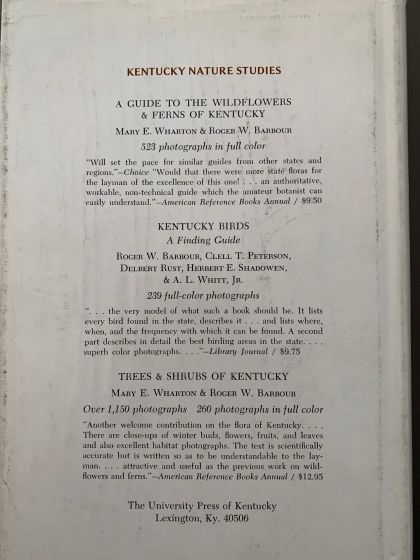 KENTUCKY NATURE STUDIES
A GUIDE TO THE WILDFLOWERS
& FERNS OF KENTUCKY
MARY E. WHARTON & ROGER W. BARBOUR
523 photographs in full color
"Will set the pace for similar guides from other states and
regions."—Choice "Would that there were more state floras for
the layman of the excellence of this one! . . . an authoritative,
workable, non-technical guide which the amateur botanist can
easily understand."—American Reference Books Annual / $9.50
KENTUCKY BIRDS
A Finding Guide
ROGER W. BARBOUR, CLELL T. PETERSON,
DELBERT RUST, HERBERT E. SHADOWEN,
& A. L. WHITT, JR.
239 full-color photographs
". . . the very model of what such a book should be. It lists
every bird found in the state, describes it . . . and lists where,
when, and the frequency with which it can be found. A second
part describes in detail the best birding areas in the state. . . .
superb color photographs. . . ."—Library Journal / $9.75
TREES & SHRUBS OF KENTUCKY
MARY E. WHARTON & ROGER W. BARBOUR
Over 1,150 photographs 260 photographs in full color
"Another welcome contribution on the flora of Kentucky. . . .
There are close-ups of winter buds, flowers, fruits, and leaves
and also excellent habitat photographs. The text is scientifically
accurate but is written so as to be understandable to the lay-
man. . . . attractive and useful as the previous work on wild-
flowers and ferns."—American Reference Books Annual / $12.95
The University Press of Kentucky
Lexington, Ky. 40506